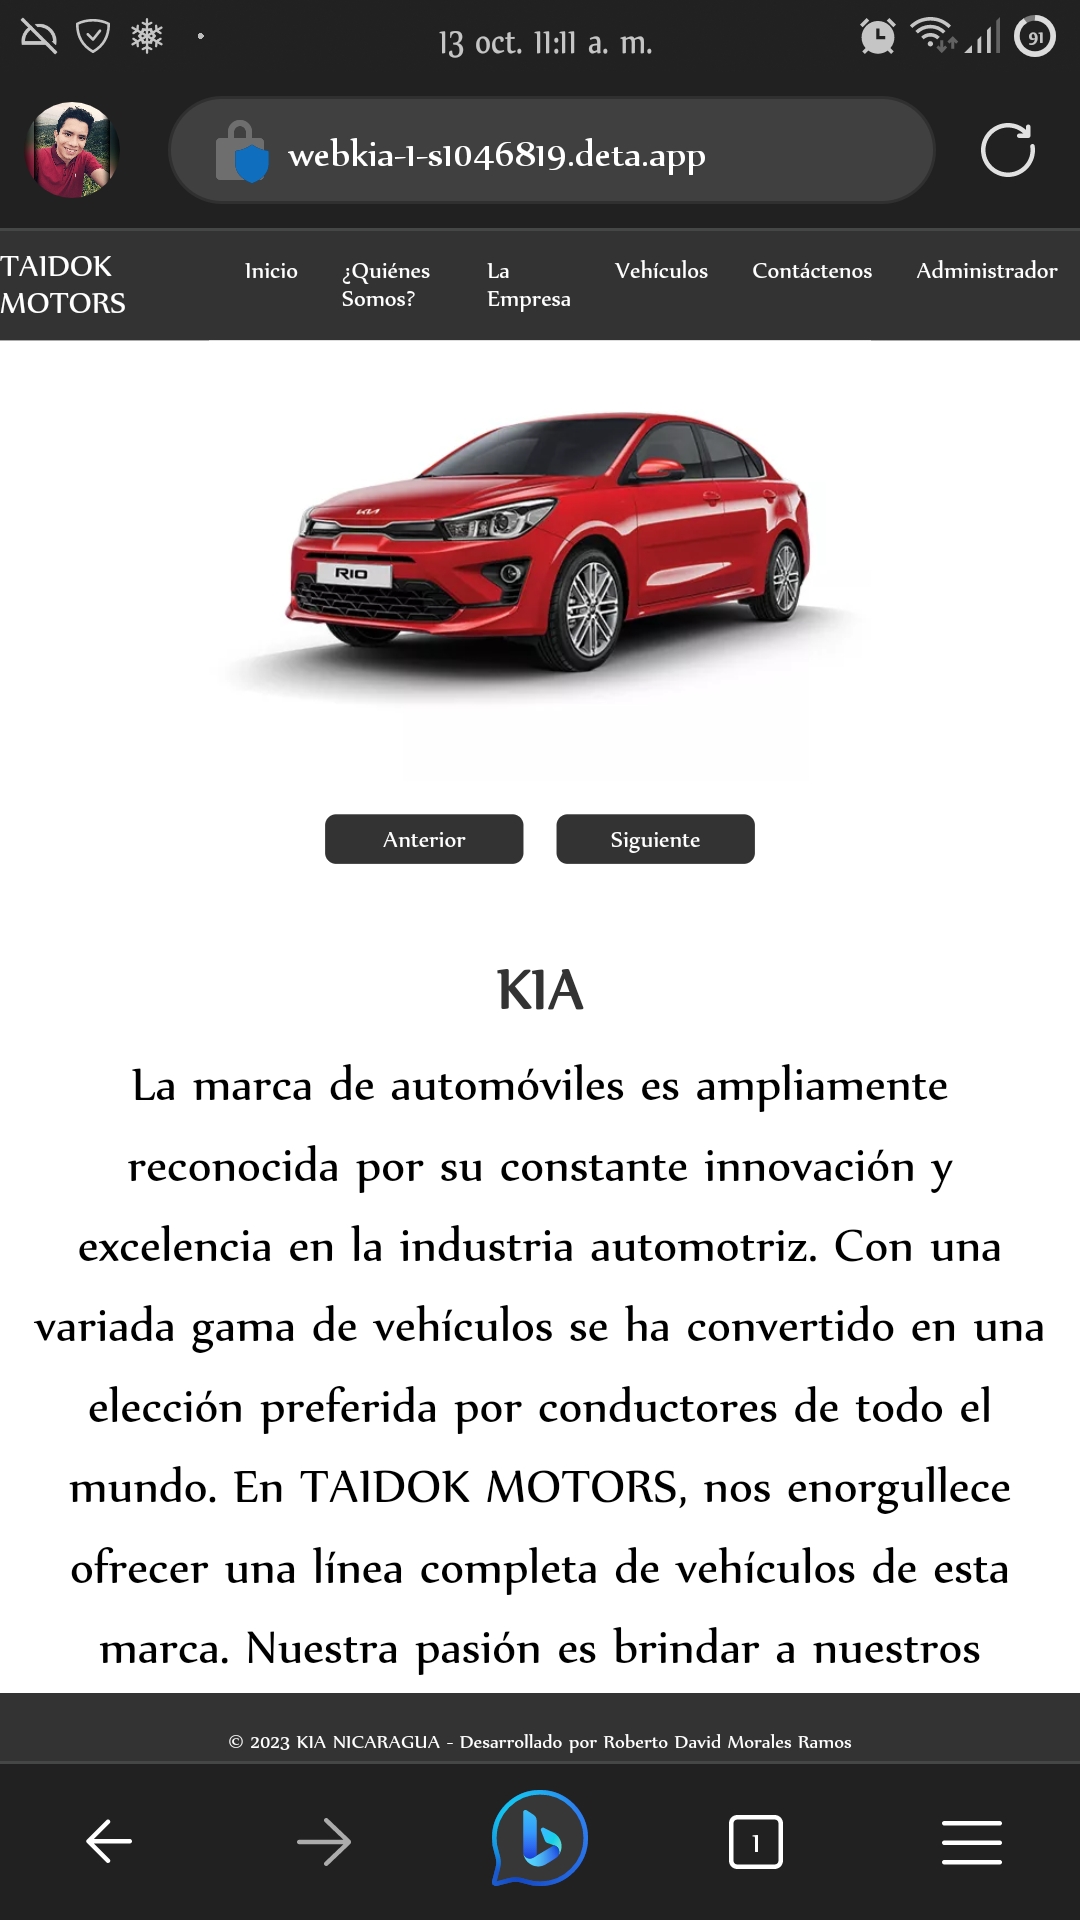 13 oct. 11:11 a. m.
91
webkia-1-s1046819.deta.app
TAIDOK
MOTORS
Inicio
¿Quiénes
Somos?
La
Empresa
Vehículos
Contáctenos
Administrador
KIA
RIO
Anterior
Siguiente
KIA
La marca de automóviles es ampliamente
reconocida por su constante innovación y
excelencia en la industria automotriz. Con una
variada gama de vehículos se ha convertido en una
elección preferida por conductores de todo el
mundo. En TAIDOK MOTORS, nos enorgullece
ofrecer una línea completa de vehículos de esta
marca. Nuestra pasión es brindar a nuestros
© 2023 KIA NICARAGUA - Desarrollado por Roberto David Morales Ramos
1